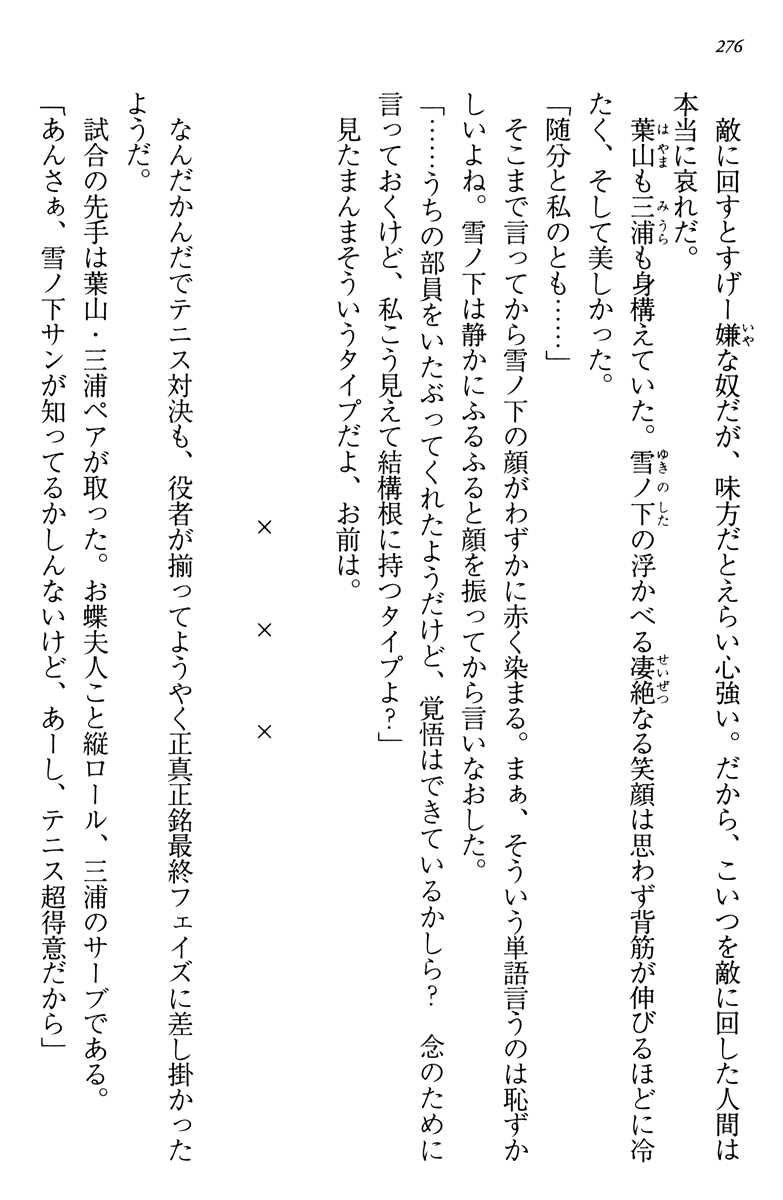 276
敵に回すとすげー嫌な奴だが、味方だとえらい心強い。だから、こいつを敵に回した人間は
本当に哀れだ。
葉山も三浦も身構えていた。雪ノ下の浮かべる凄絶なる笑顔は思わず背筋が伸びるほどに冷
たく、そして美しかった。
「随分と私のとも……」
そこまで言ってから雪ノ下の顔がわずかに赤く染まる。まぁ、そういう単語言うのは恥ずか
しいよね。雪ノ下は静かにふるふると顔を振ってから言いなおした。
「……うちの部員をいたぶってくれたようだけど、覚悟はできているかしら？　念のために
言っておくけど、私こう見えて結構根に持つタイプよ？」
見たまんまそういうタイプだよ、お前は。
×　×　×
なんだかんだでテニス対決も、役者が揃ってようやく正真正銘最終フェイズに差し掛かった
ようだ。
試合の先手は葉山・三浦ペアが取った。お蝶夫人こと縦ロール、三浦のサーブである。
「あんさぁ、雪ノ下サンが知ってるかしんないけど、あーし、テニス超得意だから」